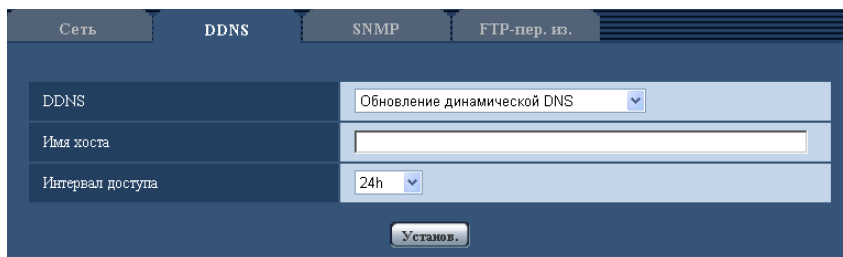 Сеть DDNS SNMP FTP-пер. из.
DDNS Обновление динамической DNS
Имя хоста
Интервал доступа 24h
Установ.